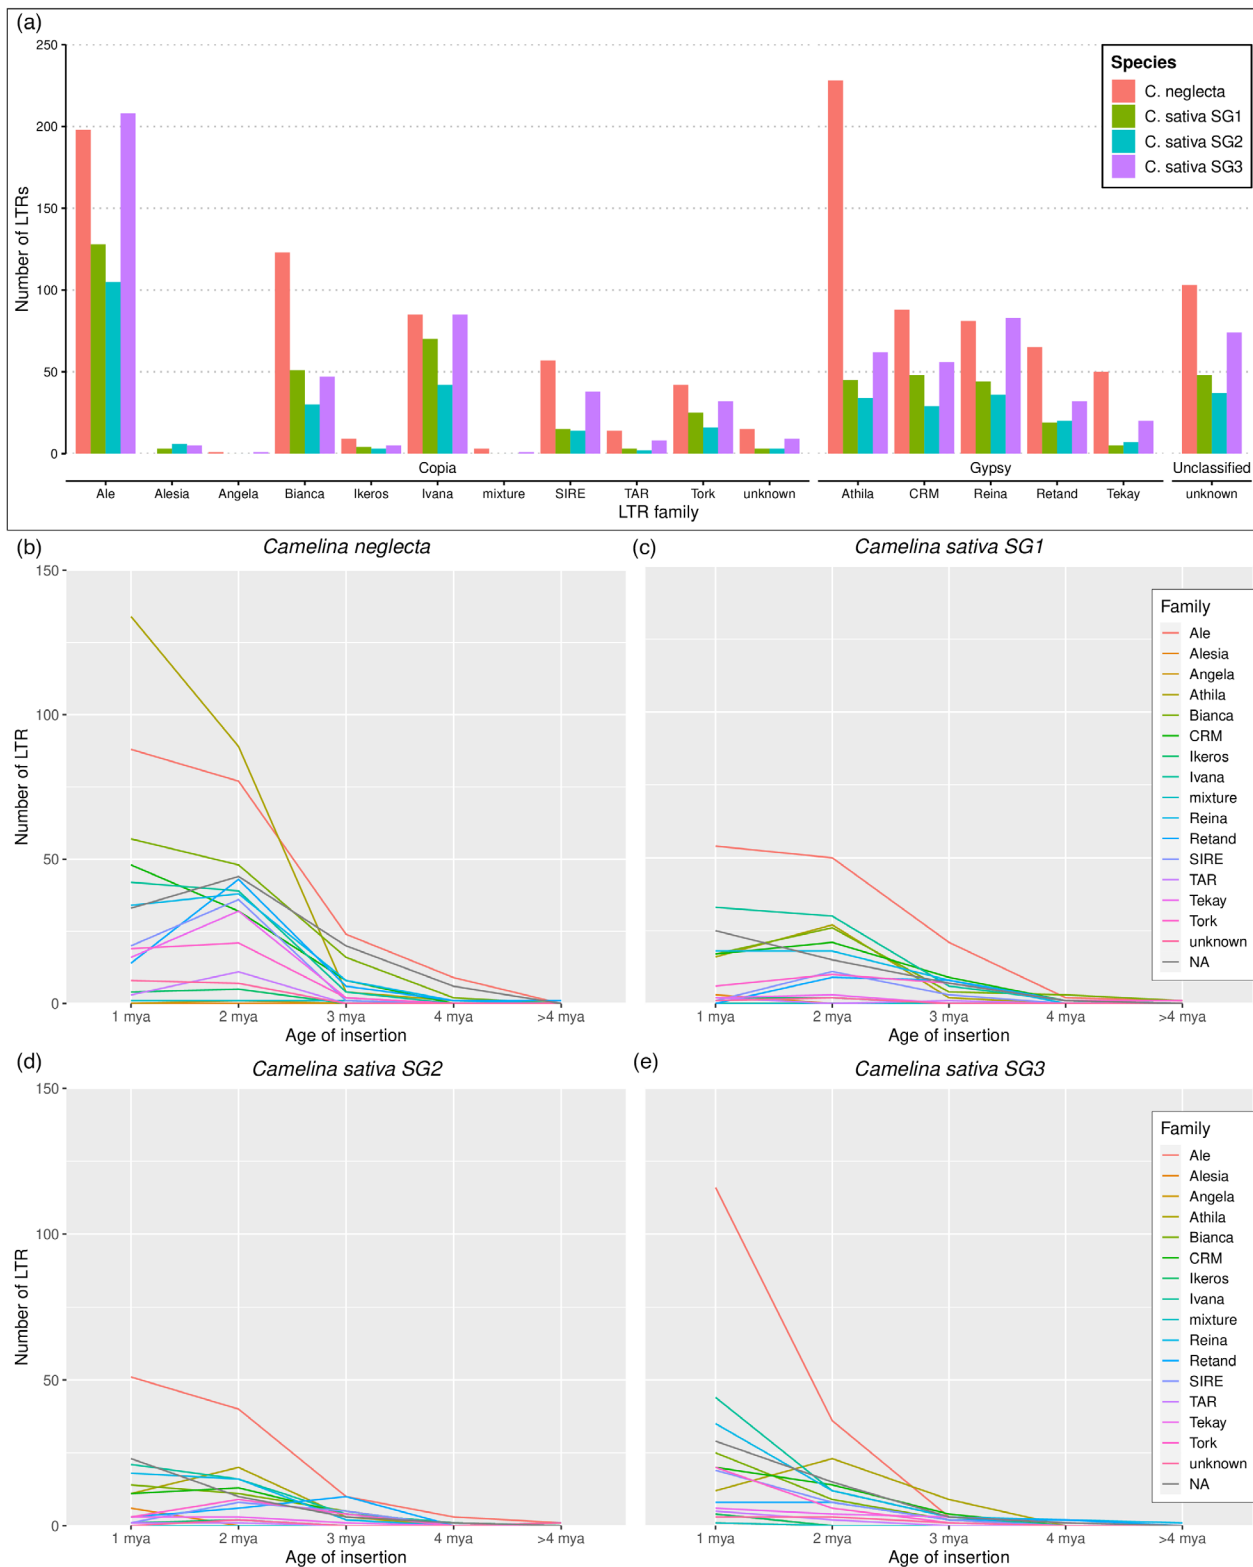 (a)
250
200
150
100
50
0
Number of LTRs
Species
C. neglecta
C. sativa SG1
C. sativa SG2
C. sativa SG3
Copia
Gypsy
Unclassified
Ale
Alesia
Angela
Bianca
Ikeros
Ivana
mixture
SIRE
TAR
Tork
unknown
Athila
CRM
Reina
Retand
Tekay
unknown
LTR family
(b)
Camelina neglecta
150
100
50
0
Number of LTR
1 mya
2 mya
3 mya
4 mya
>4 mya
Age of insertion
(c)
Camelina sativa SG1
Family
Ale
Alesia
Angela
Athila
Bianca
CRM
Ikeros
Ivana
mixture
Reina
Retand
SIRE
TAR
Tekay
Tork
unknown
NA
1 mya
2 mya
3 mya
4 mya
>4 mya
Age of insertion
(d)
Camelina sativa SG2
150
100
50
0
Number of LTR
1 mya
2 mya
3 mya
4 mya
>4 mya
Age of insertion
(e)
Camelina sativa SG3
Family
Ale
Alesia
Angela
Athila
Bianca
CRM
Ikeros
Ivana
mixture
Reina
Retand
SIRE
TAR
Tekay
Tork
unknown
NA
1 mya
2 mya
3 mya
4 mya
>4 mya
Age of insertion